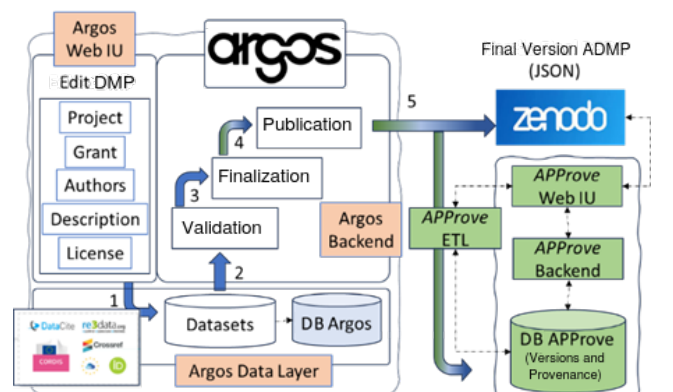 Argos
Web IU
Edit DMP
Project
Grant
Authors
Description
License
argos
Publication
Finalization
Validation
Argos
Backend
1
2
3
4
5
Datasets
DB Argos
Argos Data Layer
DataCite
re3data.org
CORDIS
Crossref
iD
Final Version ADMP
(JSON)
zenodo
APProve
Web IU
APProve
ETL
APProve
Backend
DB APProve
(Versions and
Provenance)